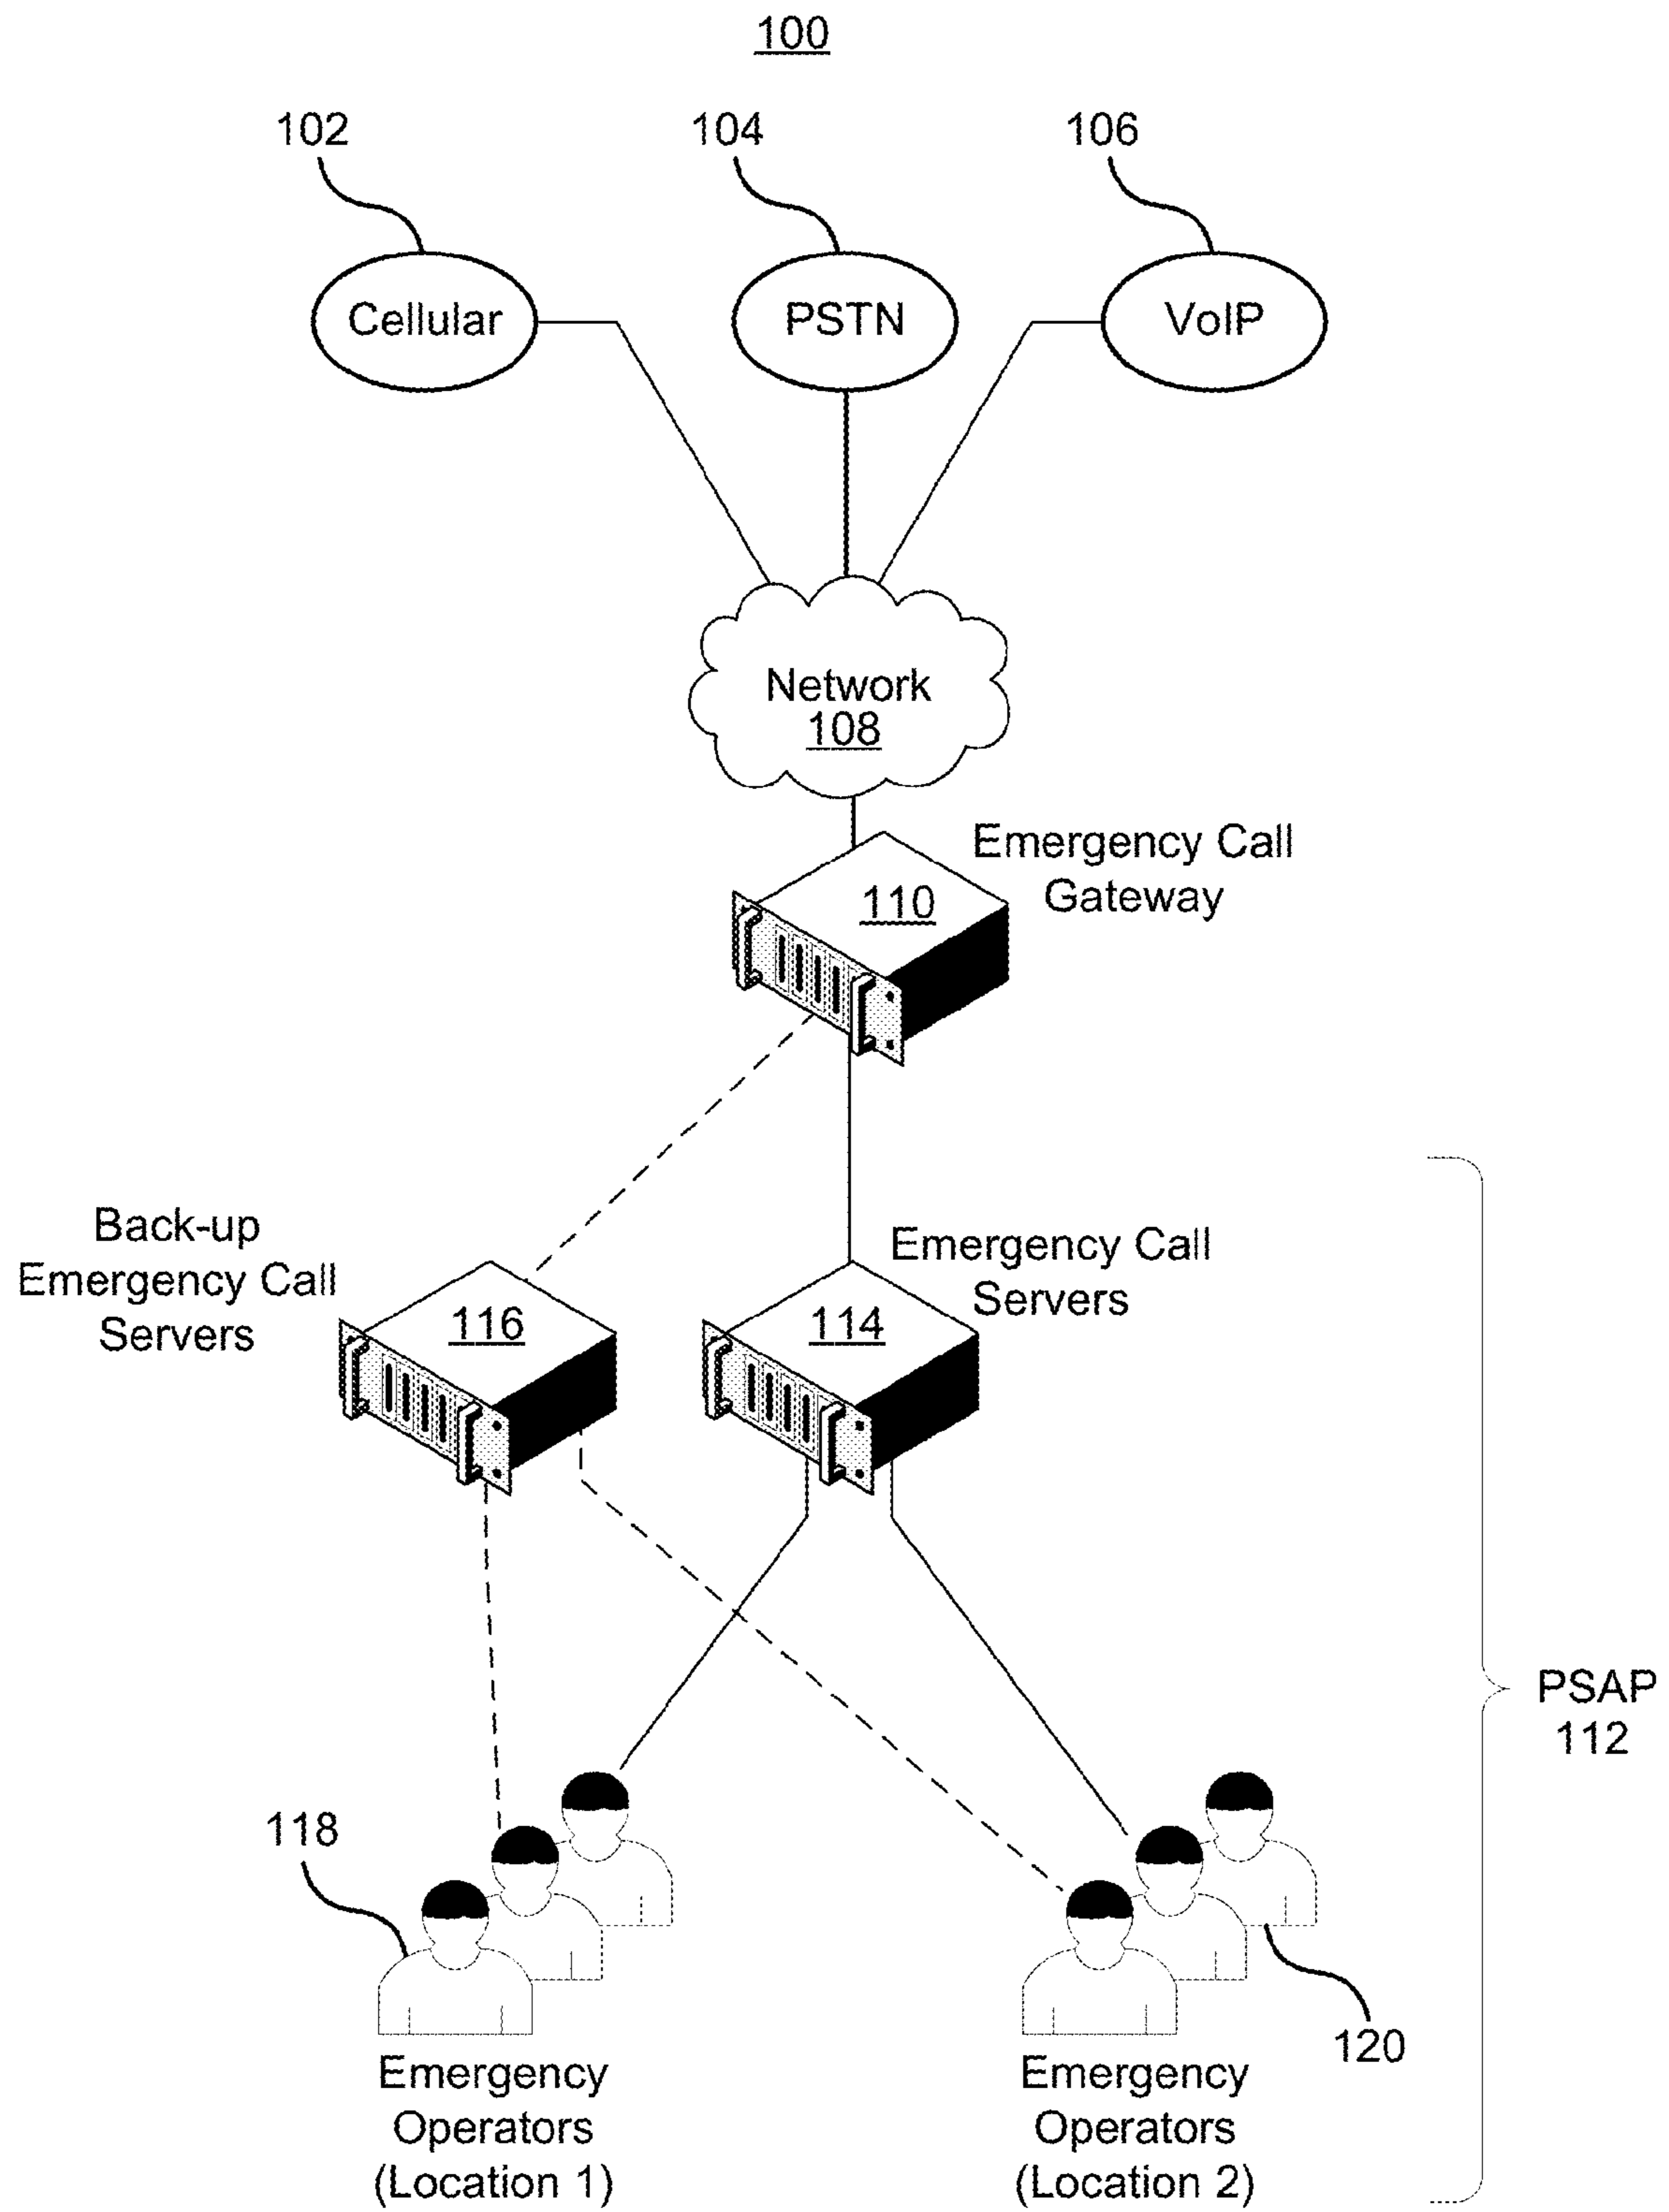 100
102
104
106
Cellular
PSTN
VoIP
Network
108
Emergency Call
Gateway
110
Back-up
Emergency Call
Servers
116
Emergency Call
Servers
114
PSAP
112
118
120
Emergency
Operators
(Location 1)
Emergency
Operators
(Location 2)